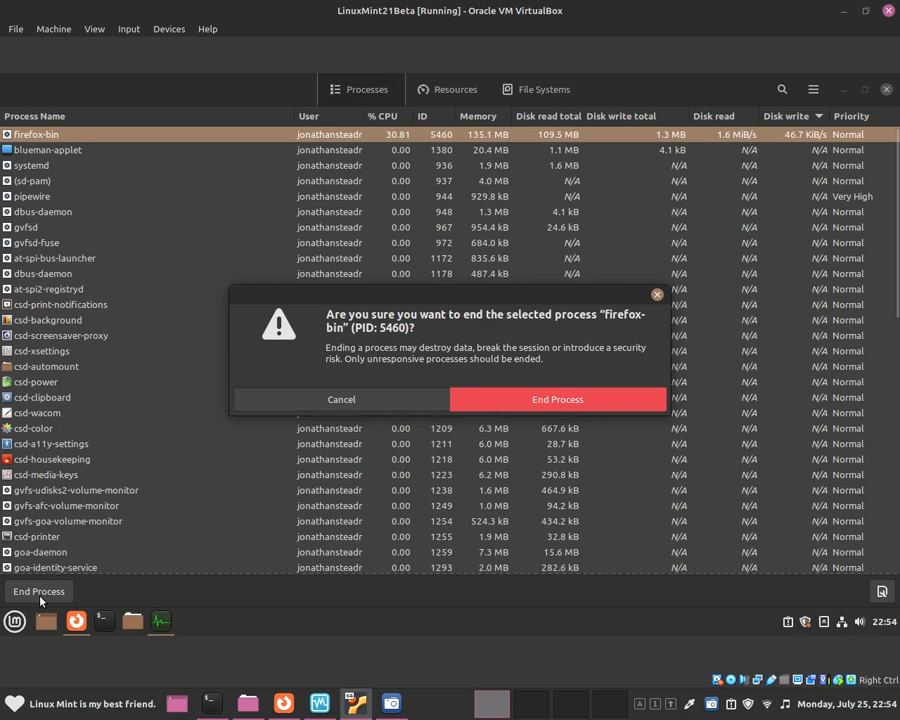 LinuxMint21Beta [Running] - Oracle VM VirtualBox
File Machine View Input Devices Help
Processes Resources File Systems
Process Name User % CPU ID Memory Disk read total Disk write total Disk read Disk write Priority
firefox-bin jonathansteadr 30.81 5460 135.1 MB 109.5 MB 1.3 MB 1.6 MiB/s 46.7 KiB/s Normal
blueman-applet jonathansteadr 0.00 1380 20.4 MB 1.1 MB 4.1 kB N/A N/A Normal
systemd jonathansteadr 0.00 936 1.9 MB 1.6 MB N/A N/A N/A Normal
(sd-pam) jonathansteadr 0.00 937 4.0 MB N/A N/A N/A N/A Normal
pipewire jonathansteadr 0.00 944 929.8 kB N/A N/A N/A N/A Very High
dbus-daemon jonathansteadr 0.00 948 1.3 MB 4.1 kB N/A N/A N/A Normal
gvfsd jonathansteadr 0.00 967 954.4 kB 24.6 kB N/A N/A N/A Normal
gvfsd-fuse jonathansteadr 0.00 972 684.0 kB N/A N/A N/A N/A Normal
at-spi-bus-launcher jonathansteadr 0.00 1172 835.6 kB N/A N/A N/A N/A Normal
dbus-daemon jonathansteadr 0.00 1178 487.4 kB N/A N/A N/A N/A Normal
at-spi2-registryd N/A N/A Normal
csd-print-notifications N/A N/A Normal
csd-background N/A N/A Normal
csd-screensaver-proxy N/A N/A Normal
csd-xsettings N/A N/A Normal
csd-automount N/A N/A Normal
csd-power N/A N/A Normal
csd-clipboard N/A N/A Normal
csd-wacom N/A N/A Normal
Are you sure you want to end the selected process “firefox-
bin” (PID: 5460)?
Ending a process may destroy data, break the session or introduce a security
risk. Only unresponsive processes should be ended.
Cancel End Process
csd-color jonathansteadr 0.00 1209 6.3 MB 667.6 kB N/A N/A N/A Normal
csd-a11y-settings jonathansteadr 0.00 1211 6.0 MB 28.7 kB N/A N/A N/A Normal
csd-housekeeping jonathansteadr 0.00 1218 6.0 MB 53.2 kB N/A N/A N/A Normal
csd-media-keys jonathansteadr 0.00 1223 6.2 MB 290.8 kB N/A N/A N/A Normal
gvfs-udisks2-volume-monitor jonathansteadr 0.00 1238 1.6 MB 464.9 kB N/A N/A N/A Normal
gvfs-afc-volume-monitor jonathansteadr 0.00 1249 1.0 MB 94.2 kB N/A N/A N/A Normal
gvfs-goa-volume-monitor jonathansteadr 0.00 1254 524.3 kB 434.2 kB N/A N/A N/A Normal
csd-printer jonathansteadr 0.00 1255 1.9 MB 32.8 kB N/A N/A N/A Normal
goa-daemon jonathansteadr 0.00 1259 7.3 MB 15.6 MB N/A N/A N/A Normal
goa-identity-service jonathansteadr 0.00 1293 2.0 MB 282.6 kB N/A N/A N/A Normal
End Process
22:54
Right Ctrl
Linux Mint is my best friend. A 1 Monday, July 25, 22:54